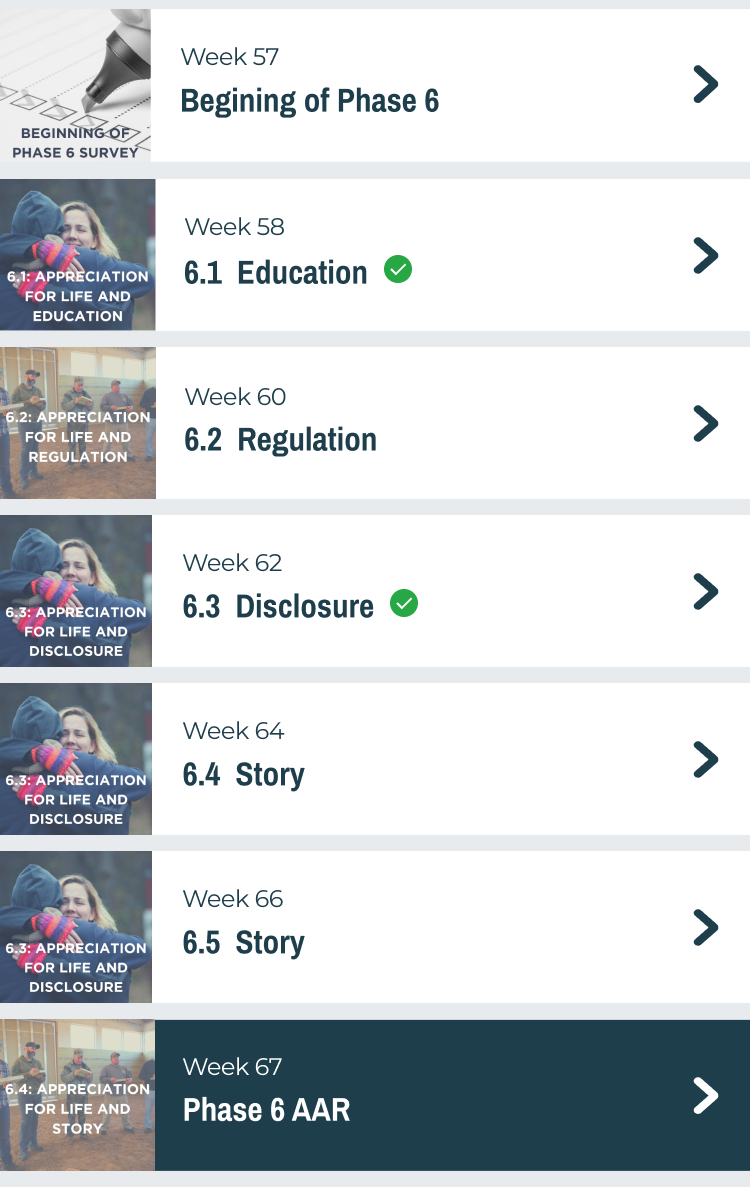 BEGINNING OF
PHASE 6 SURVEY
Week 57
Begining of Phase 6
6.1: APPRECIATION
FOR LIFE AND
EDUCATION
Week 58
6.1 Education
6.2: APPRECIATION
FOR LIFE AND
REGULATION
Week 60
6.2 Regulation
6.3: APPRECIATION
FOR LIFE AND
DISCLOSURE
Week 62
6.3 Disclosure
6.3: APPRECIATION
FOR LIFE AND
DISCLOSURE
Week 64
6.4 Story
6.3: APPRECIATION
FOR LIFE AND
DISCLOSURE
Week 66
6.5 Story
6.4: APPRECIATION
FOR LIFE AND
STORY
Week 67
Phase 6 AAR